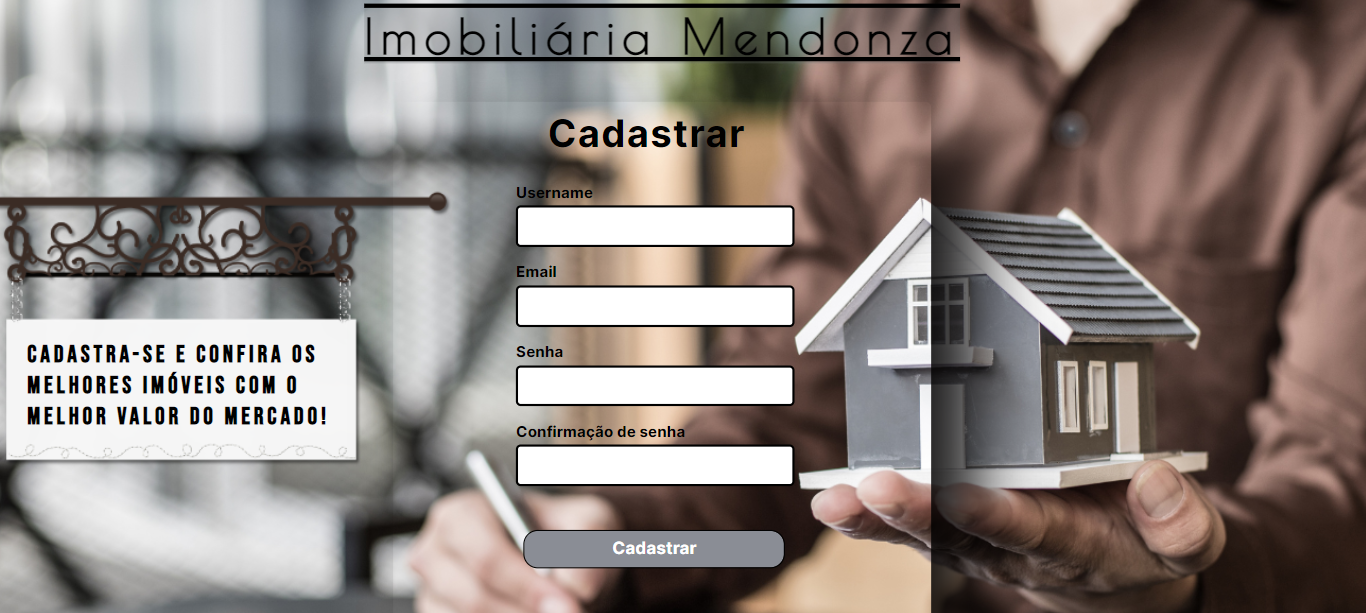 Imobiliária Mendonza
Cadastrar
Username
Email
Senha
Confirmação de senha
Cadastrar
CADASTRA-SE E CONFIRA OS
MELHORES IMÓVEIS COM O
MELHOR VALOR DO MERCADO!